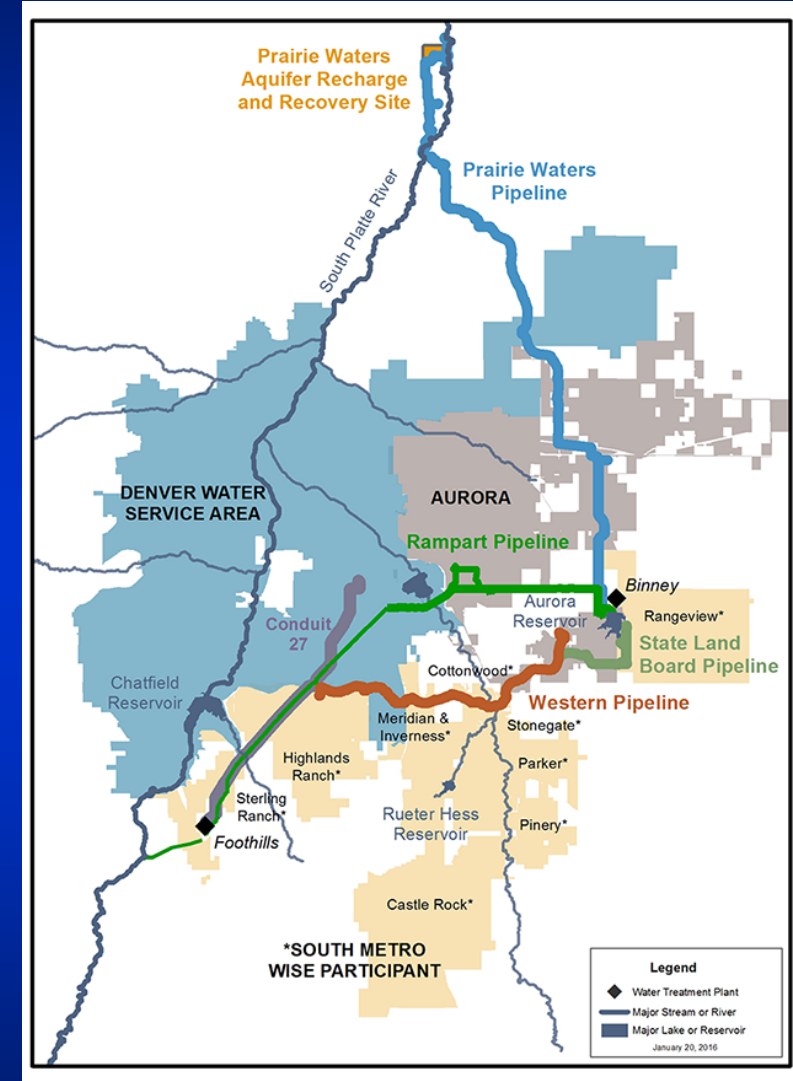 Prairie Waters
Aquifer Recharge
and Recovery Site
Prairie Waters
Pipeline
South Platte River
DENVER WATER
SERVICE AREA
AURORA
Rampart Pipeline
Binney
Aurora
Reservoir
Rangeview*
Conduit
27
State Land
Board Pipeline
Cottonwood*
Chatfield
Reservoir
Western Pipeline
Meridian &
Inverness*
Stonegate*
Highlands
Ranch*
Parker*
Sterling
Ranch*
Rueter Hess
Reservoir
Pinery*
Foothills
Castle Rock*
*SOUTH METRO
WISE PARTICIPANT
Legend
Water Treatment Plant
Major Stream or River
Major Lake or Reservoir
January 20, 2016